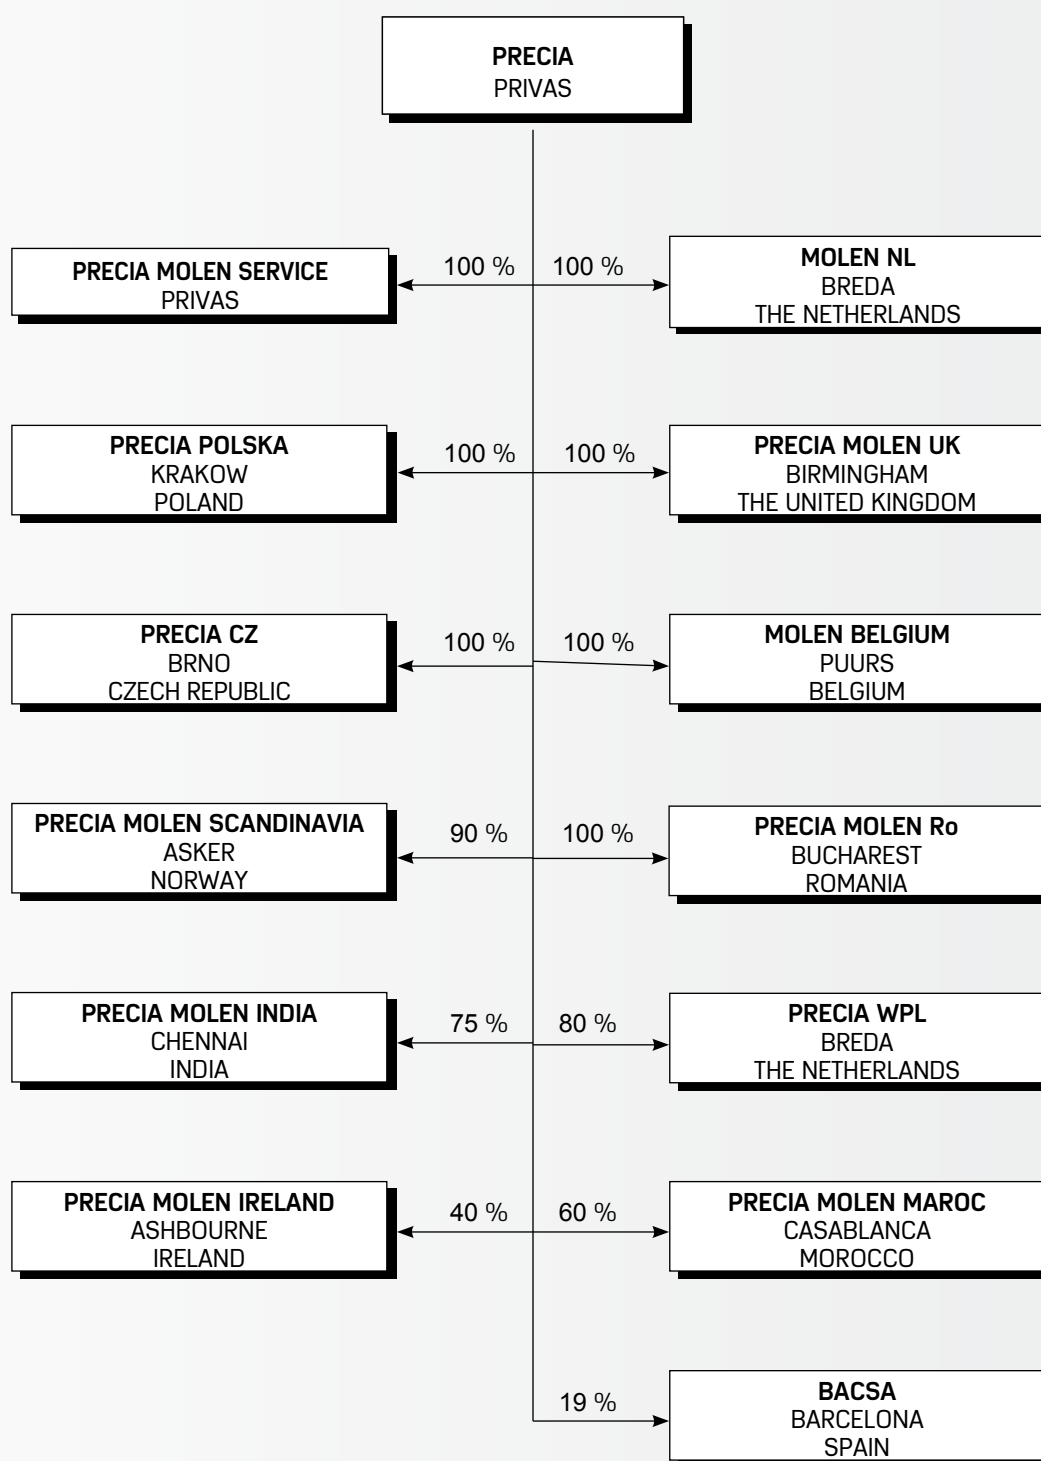 PRECIA
PRIVAS
PRECIA MOLEN SERVICE
PRIVAS
100 %
100 %
MOLEN NL
BREDA
THE NETHERLANDS
PRECIA POLSKA
KRAKOW
POLAND
100 %
100 %
PRECIA MOLEN UK
BIRMINGHAM
THE UNITED KINGDOM
PRECIA CZ
BRNO
CZECH REPUBLIC
100 %
100 %
MOLEN BELGIUM
PUURS
BELGIUM
PRECIA MOLEN SCANDINAVIA
ASKER
NORWAY
90 %
100 %
PRECIA MOLEN Ro
BUCHAREST
ROMANIA
PRECIA MOLEN INDIA
CHENNAI
INDIA
75 %
80 %
PRECIA WPL
BREDA
THE NETHERLANDS
PRECIA MOLEN IRELAND
ASHBOURNE
IRELAND
40 %
60 %
PRECIA MOLEN MAROC
CASABLANCA
MOROCCO
19 %
BACSA
BARCELONA
SPAIN